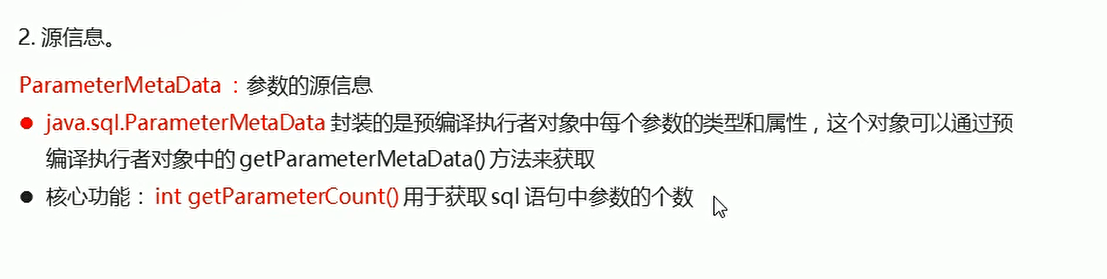 2. 源信息。
ParameterMetaData ：参数的源信息
● java.sql.ParameterMetaData 封装的是预编译执行者对象中每个参数的类型和属性，这个对象可以通过预
编译执行者对象中的 getParameterMetaData() 方法来获取
● 核心功能： int getParameterCount() 用于获取 sql 语句中参数的个数